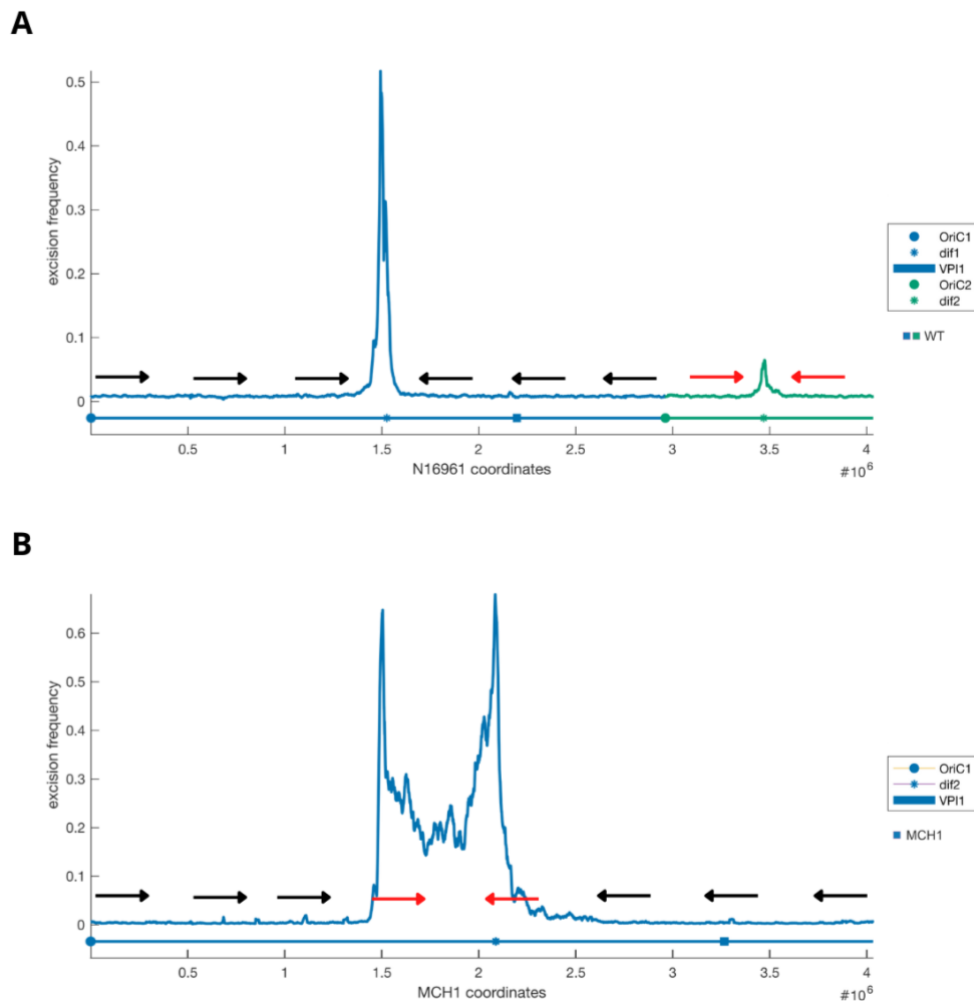 A
excision frequency
0.5
0.4
0.3
0.2
0.1
0
0.5 1 1.5 2 2.5 3 3.5 4
N16961 coordinates
#10^6
OriC1
dif1
VPI1
OriC2
dif2
WT
B
excision frequency
0.6
0.5
0.4
0.3
0.2
0.1
0
0.5 1 1.5 2 2.5 3 3.5 4
MCH1 coordinates
#10^6
OriC1
dif2
VPI1
MCH1